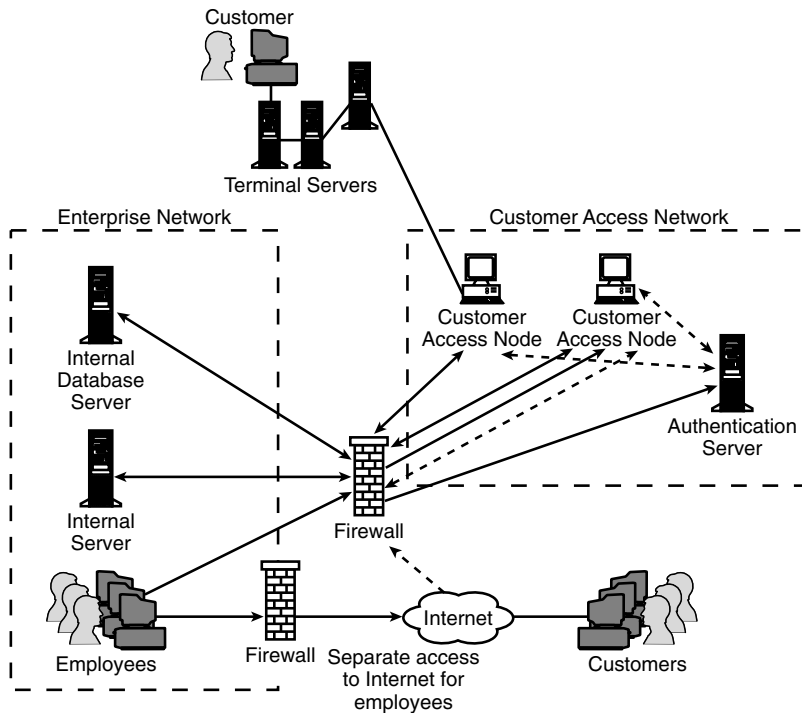 Customer
Terminal Servers
Enterprise Network
Customer Access Network
Customer
Access Node
Customer
Access Node
Internal
Database
Server
Authentication
Server
Internal
Server
Firewall
Employees
Firewall
Internet
Separate access
to Internet for
employees
Customers